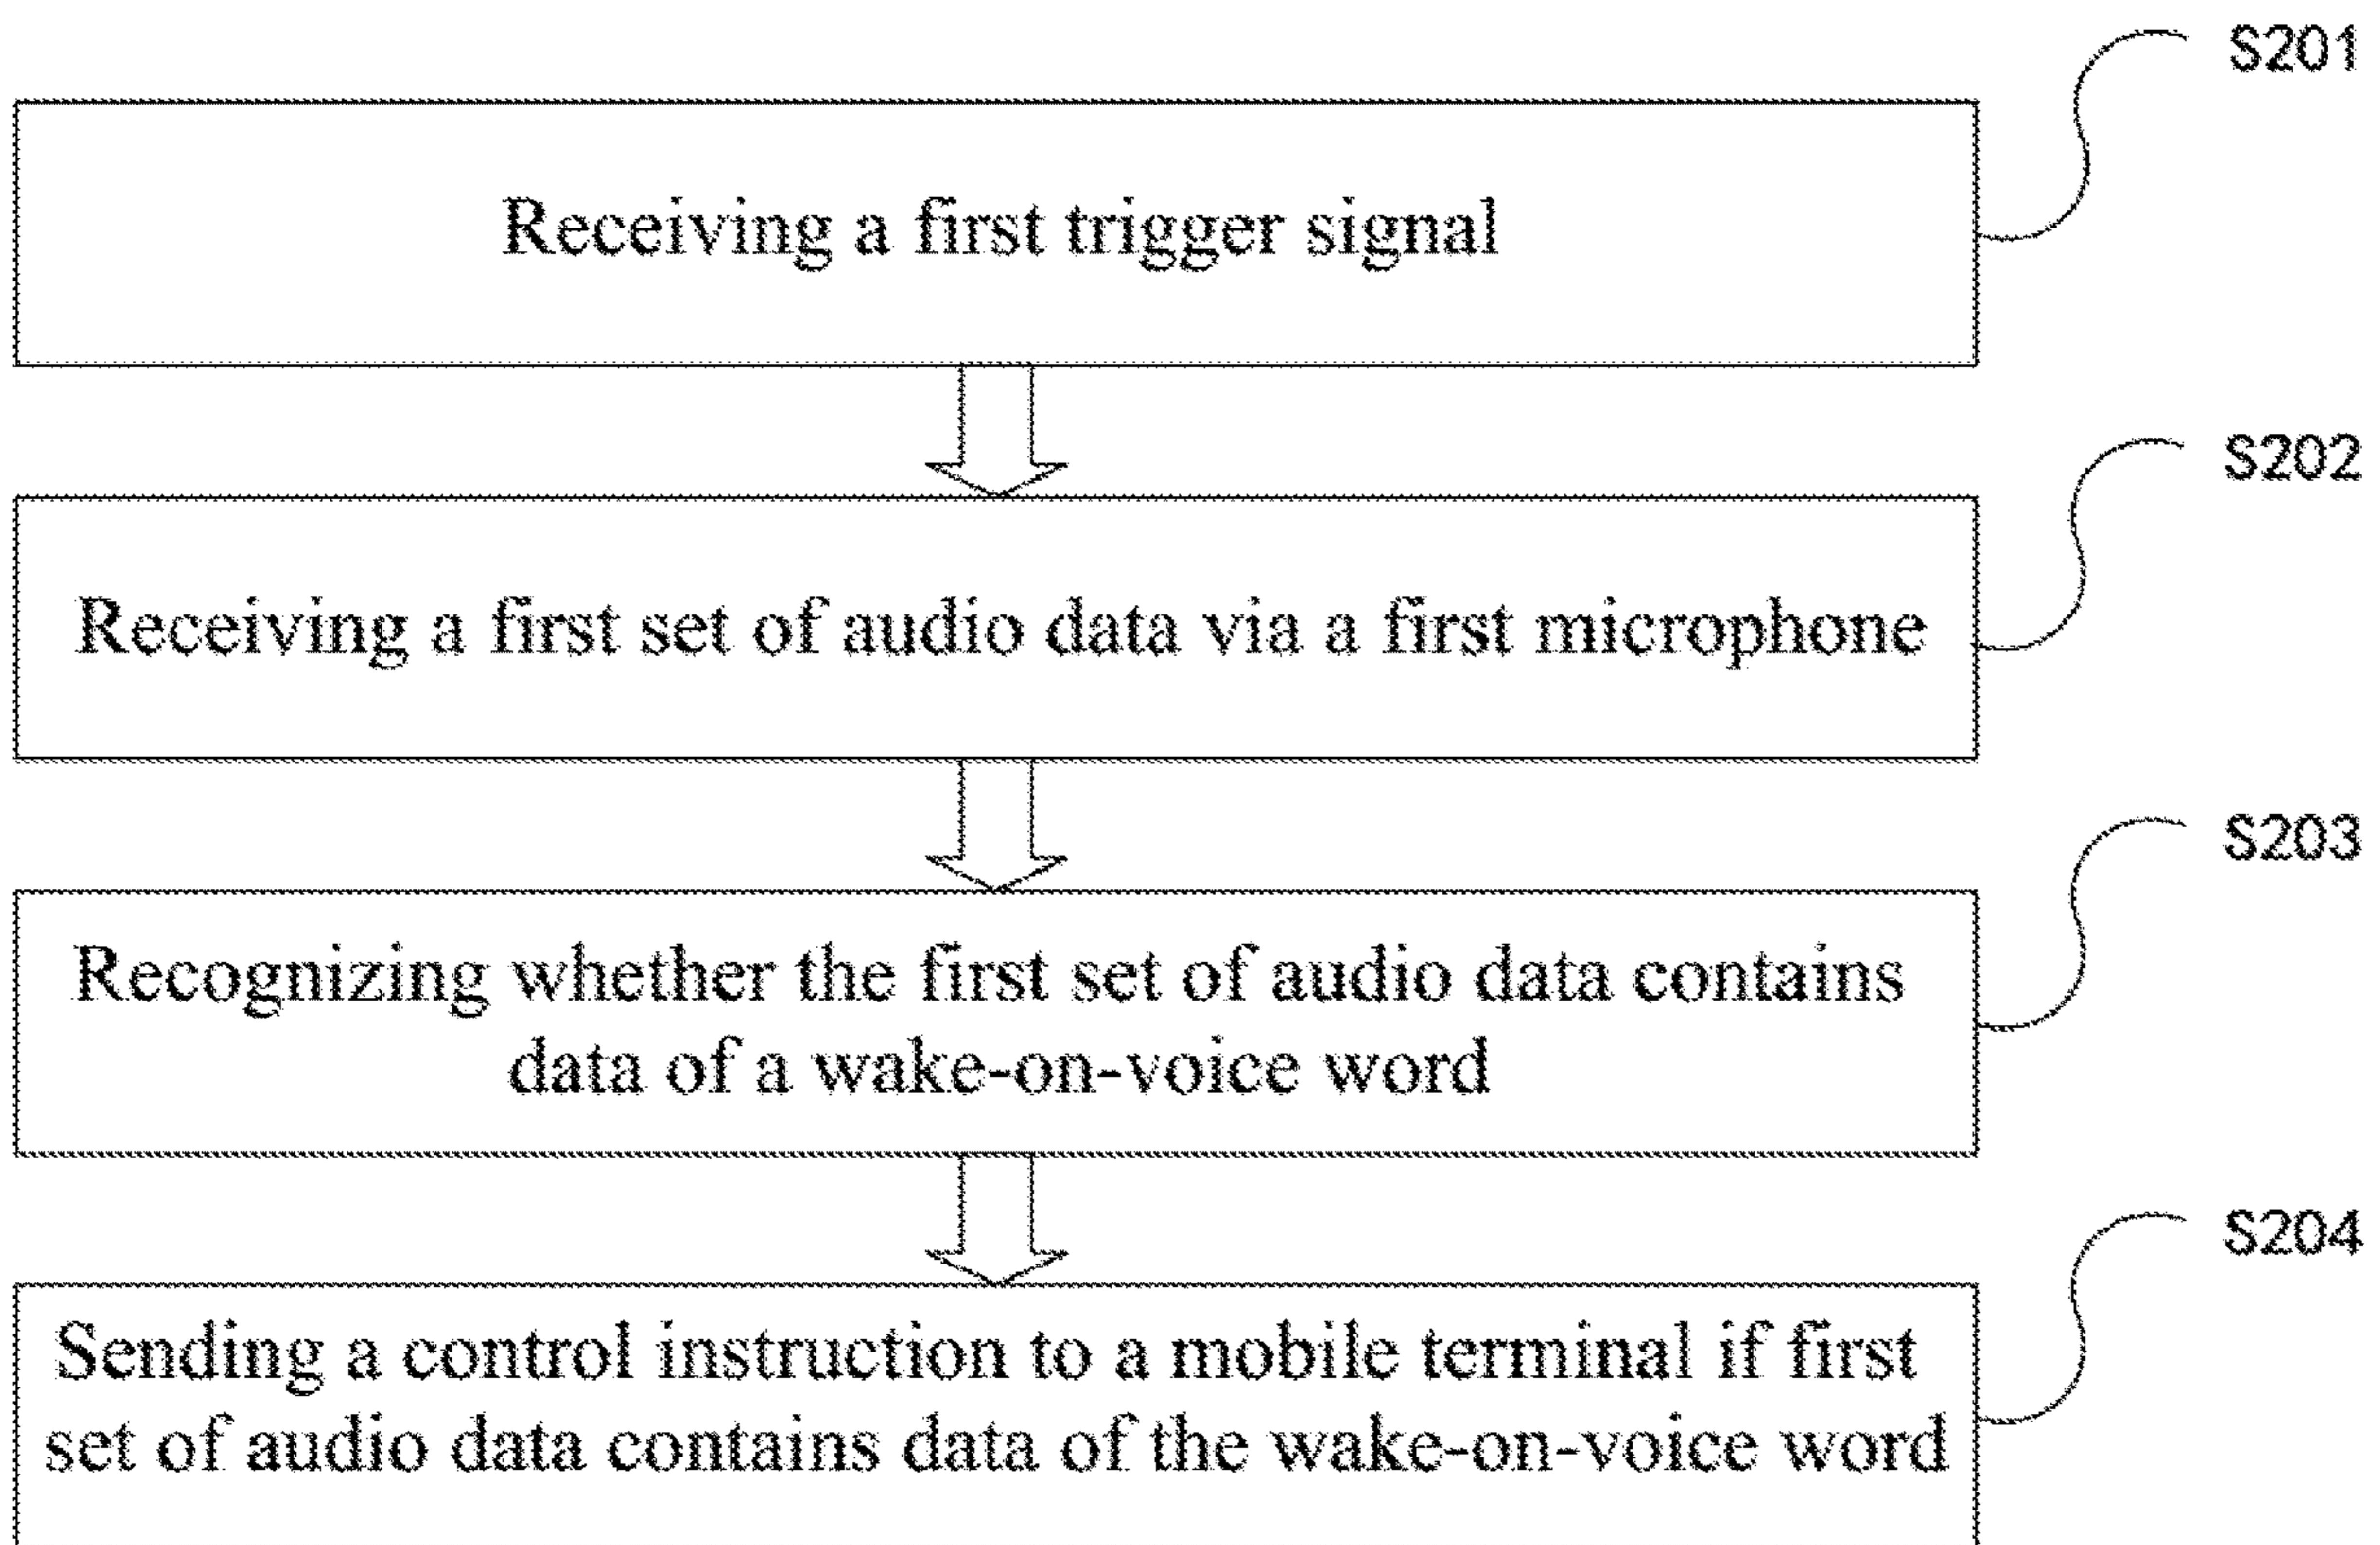 S201
Receiving a first trigger signal
S202
Receiving a first set of audio data via a first microphone
S203
Recognizing whether the first set of audio data contains
data of a wake-on-voice word
S204
Sending a control instruction to a mobile terminal if first
set of audio data contains data of the wake-on-voice word